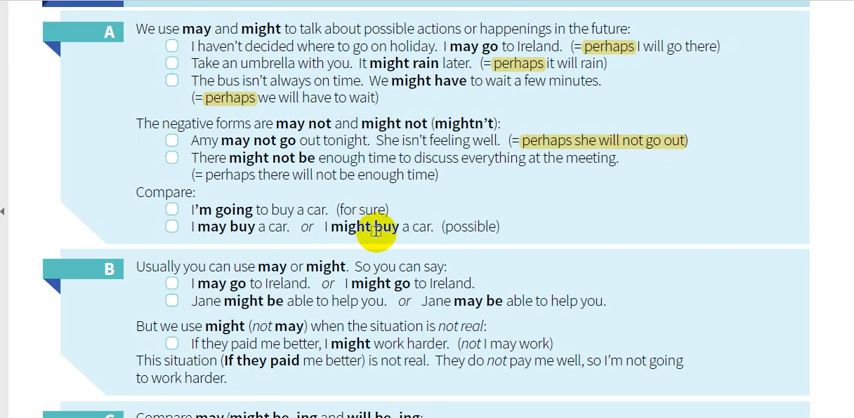 A
We use may and might to talk about possible actions or happenings in the future:
I haven't decided where to go on holiday. I may go to Ireland. (= perhaps I will go there)
Take an umbrella with you. It might rain later. (= perhaps it will rain)
The bus isn't always on time. We might have to wait a few minutes.
(= perhaps we will have to wait)
The negative forms are may not and might not (mightn't):
Amy may not go out tonight. She isn't feeling well. (= perhaps she will not go out)
There might not be enough time to discuss everything at the meeting.
(= perhaps there will not be enough time)
Compare:
I'm going to buy a car. (for sure)
I may buy a car. or I might buy a car. (possible)
B
Usually you can use may or might. So you can say:
I may go to Ireland. or I might go to Ireland.
Jane might be able to help you. or Jane may be able to help you.
But we use might (not may) when the situation is not real:
If they paid me better, I might work harder. (not I may work)
This situation (If they paid me better) is not real. They do not pay me well, so I'm not going
to work harder.
Compare may/might be -ing and will be -ing: